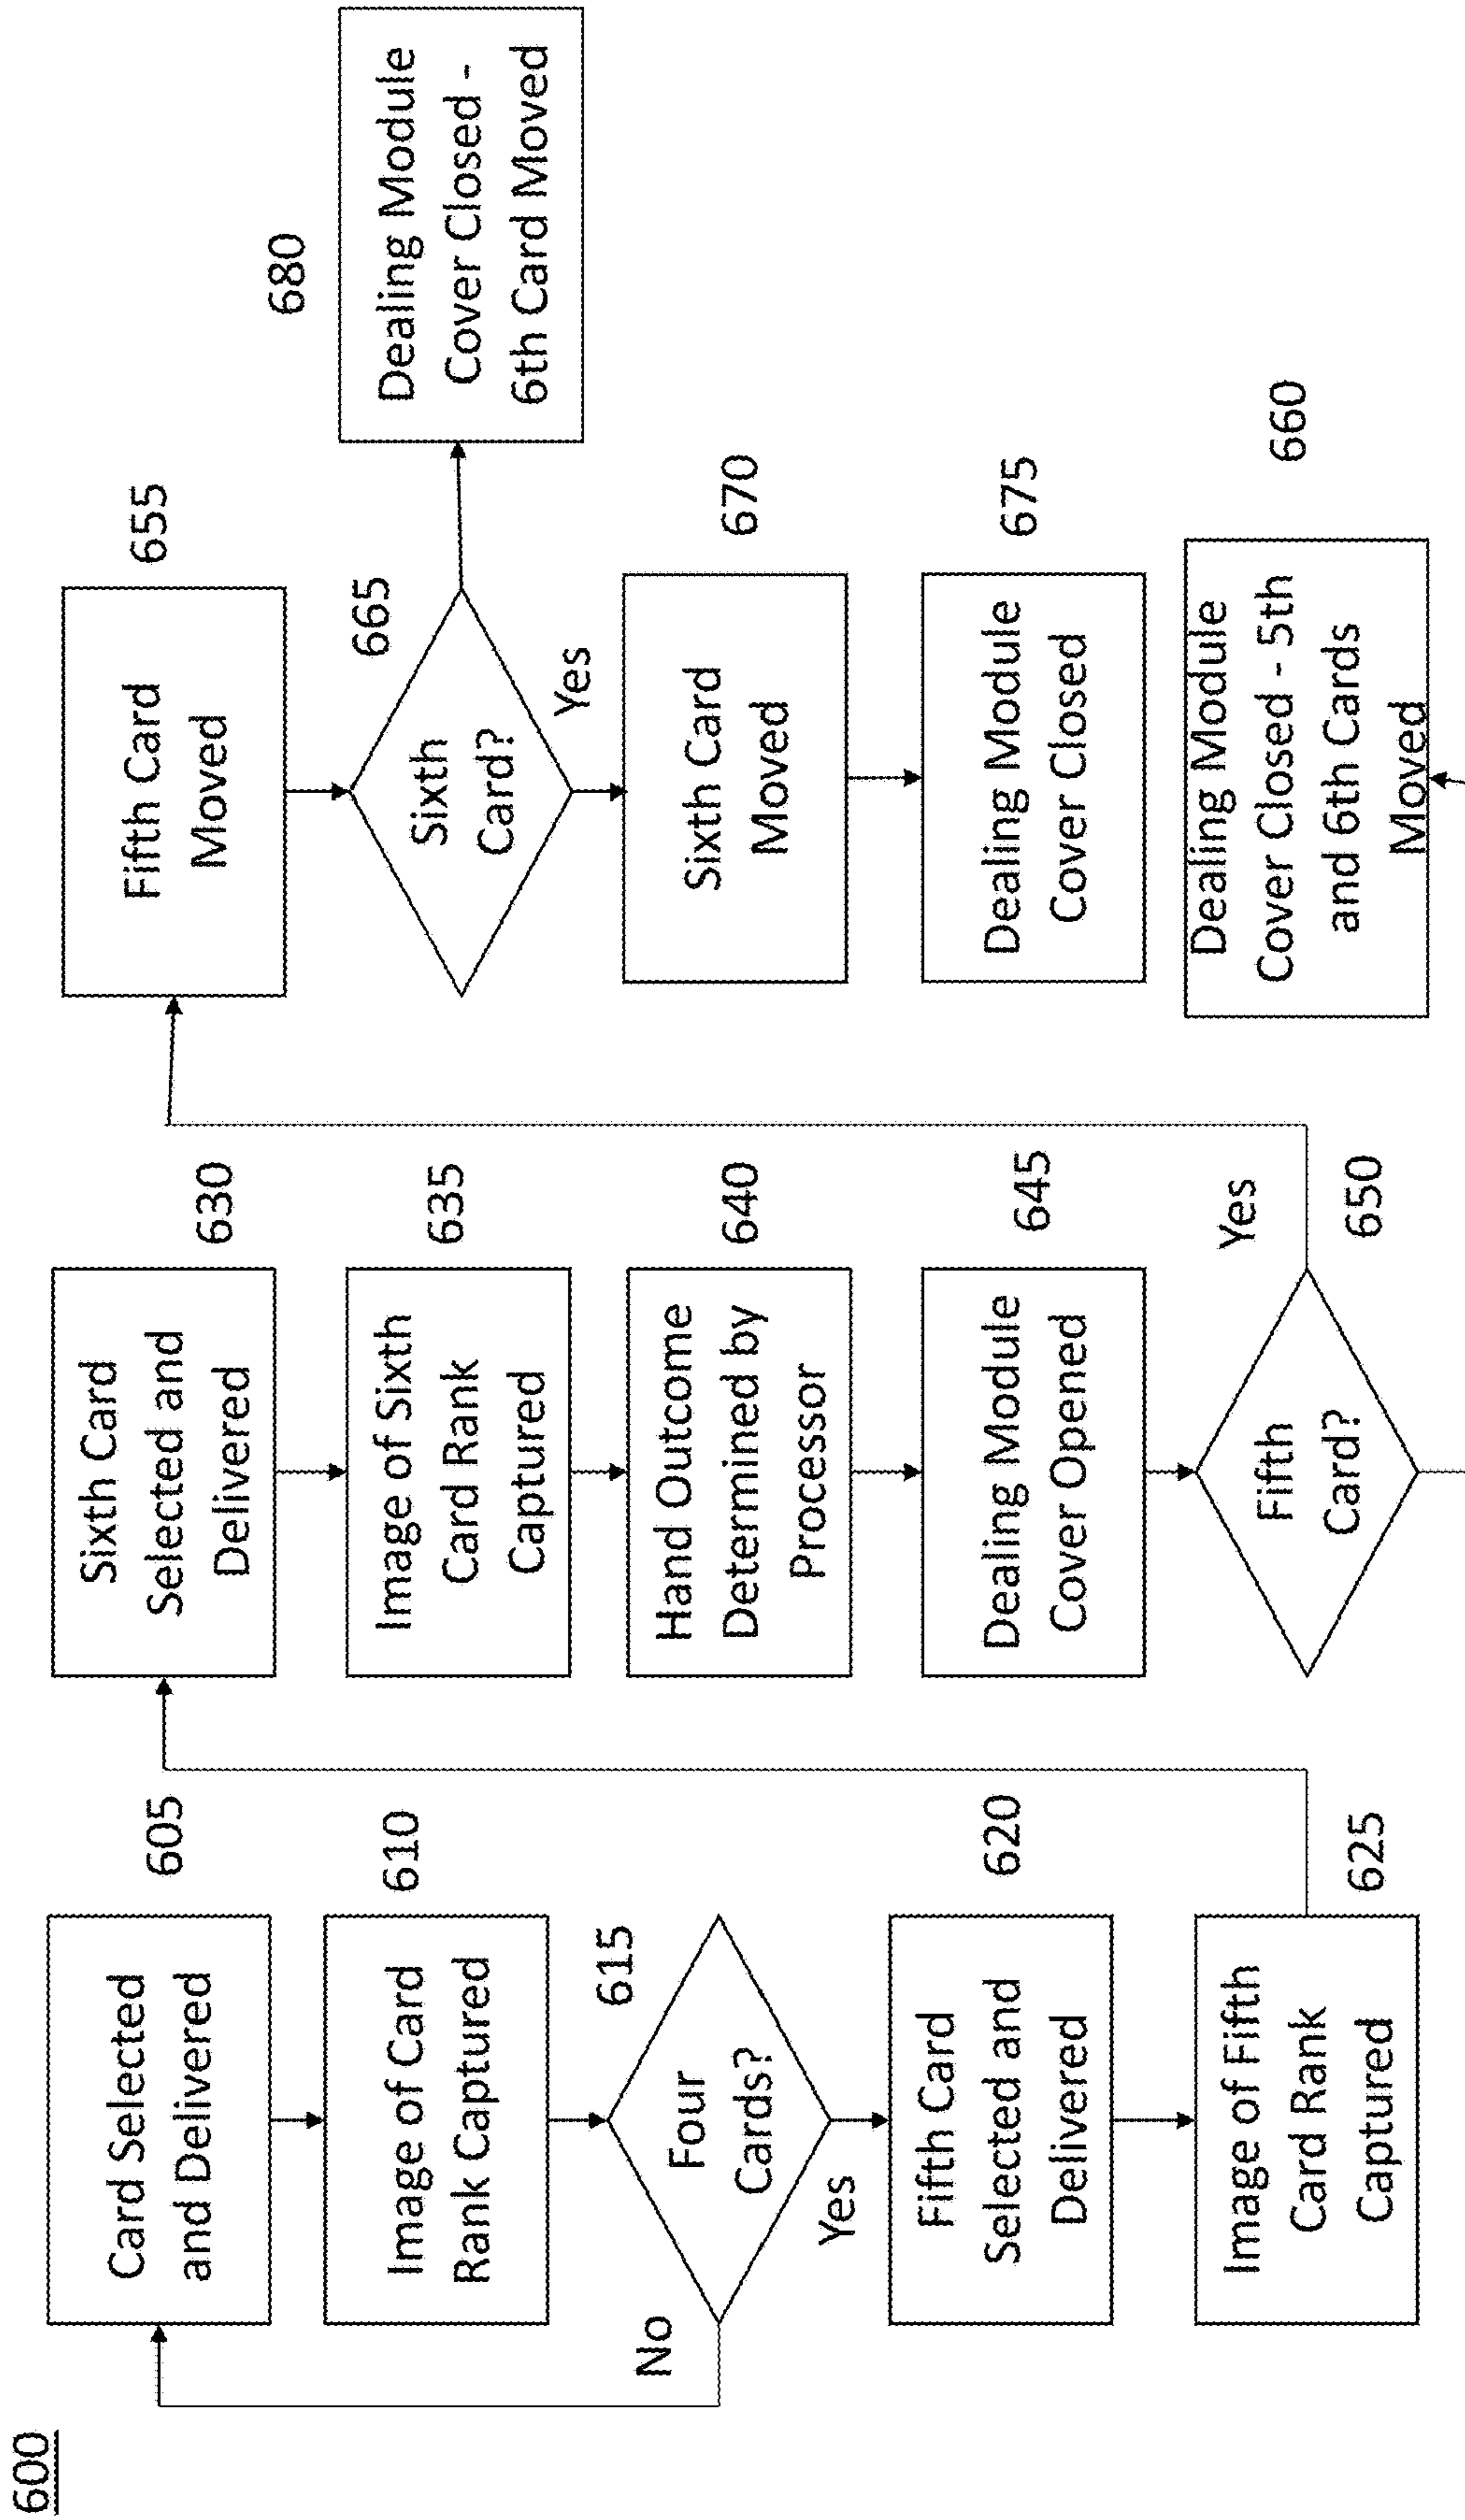 600
605
Card Selected
and Delivered
610
Image of Card
Rank Captured
615
Four
Cards?
No
Yes
620
Fifth Card
Selected and
Delivered
625
Image of Fifth
Card Rank
Captured
630
Sixth Card
Selected and
Delivered
635
Image of Sixth
Card Rank
Captured
640
Hand Outcome
Determined by
Processor
645
Dealing Module
Cover Opened
650
Fifth
Card?
Yes
655
Fifth Card
Moved
665
Sixth
Card?
Yes
670
Sixth Card
Moved
675
Dealing Module
Cover Closed
680
Dealing Module
Cover Closed -
6th Card Moved
660
Dealing Module
Cover Closed - 5th
and 6th Cards
Moved